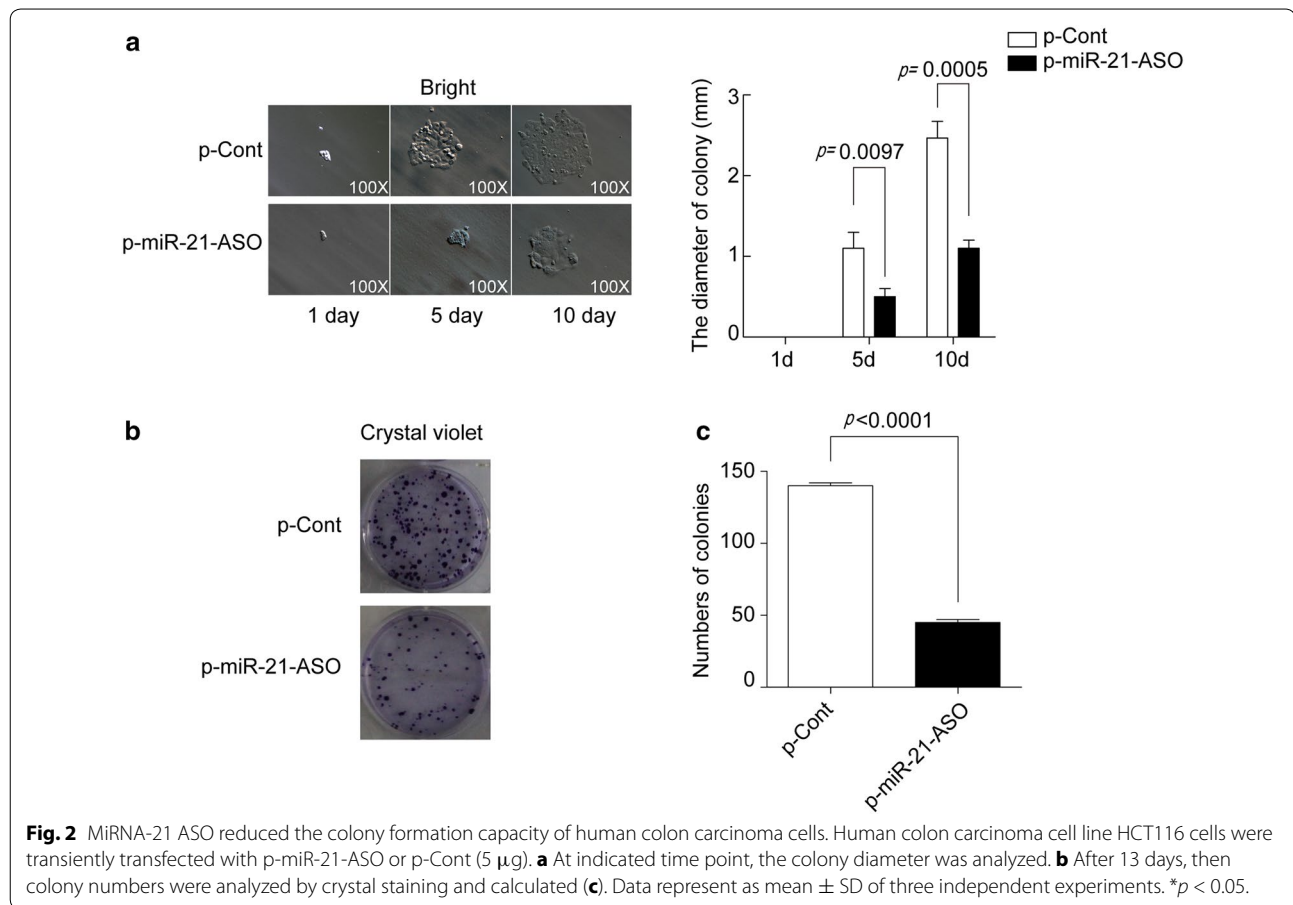 a
Bright
p-Cont
100X 100X 100X
p-miR-21-ASO
100X 100X 100X
1 day 5 day 10 day
p-Cont
p-miR-21-ASO
The diameter of colony (mm)
3
2
1
0
p= 0.0097
p= 0.0005
1d 5d 10d
b
Crystal violet
p-Cont
p-miR-21-ASO
c
p<0.0001
Numbers of colonies
150
100
50
0
p-Cont
p-miR-21-ASO
Fig. 2 MiRNA-21 ASO reduced the colony formation capacity of human colon carcinoma cells. Human colon carcinoma cell line HCT116 cells were
transiently transfected with p-miR-21-ASO or p-Cont (5 μg). a At indicated time point, the colony diameter was analyzed. b After 13 days, then
colony numbers were analyzed by crystal staining and calculated (c). Data represent as mean ± SD of three independent experiments. *p < 0.05.